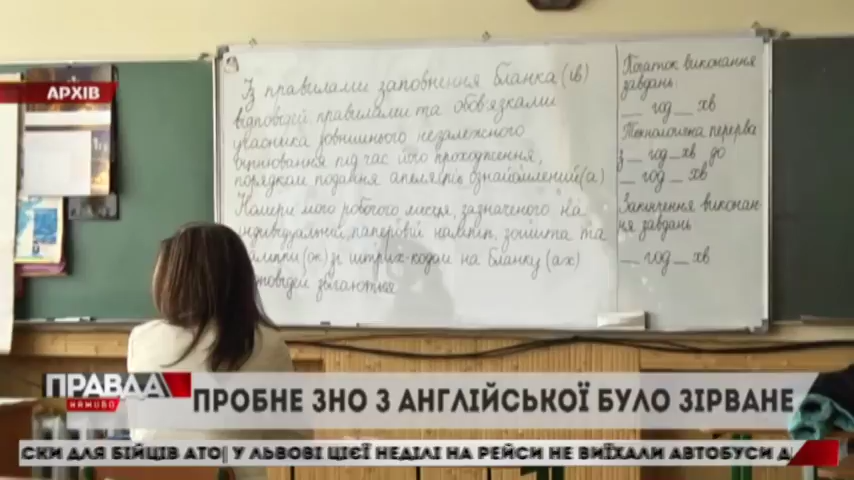 АРХІВ
Із правилами заповнення бланка (ів)
відповідей правилами та обов'язками
учасника зовнішнього незалежного
оцінювання під час його проходження,
порядком подання апеляцій ознайомлений(а)
Номери мого робочого місця, зазначеного на
індивідуальній, паперовій наліпці, зошита та
наліпки(ок) зі штрих-кодом на бланку (ах)
відповідей збігаються
Початок виконання
завдань
__ год __ хв
Технологічна перерва
з __ год __ хв до
__ год __ хв
Закінчення виконан-
ня завдань
__ год __ хв
ПРАВДА
НАЖИВО
ПРОБНЕ ЗНО З АНГЛІЙСЬКОЇ БУЛО ЗІРВАНЕ
СКИ ДЛЯ БІЙЦІВ АТО| У ЛЬВОВІ ЦІЄЇ НЕДІЛІ НА РЕЙСИ НЕ ВИЇХАЛИ АВТОБУСИ Д